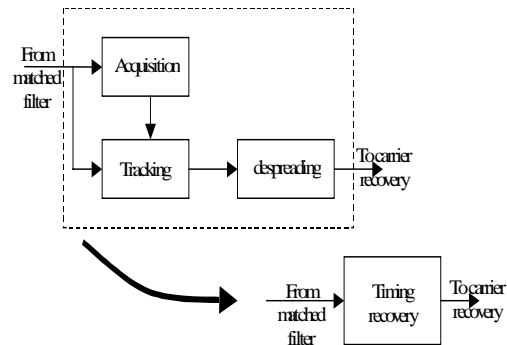 From
matched
filter
Acquisition
Tracking
despreading
To carrier
recovery
From
matched
filter
Timing
recovery
To carrier
recovery